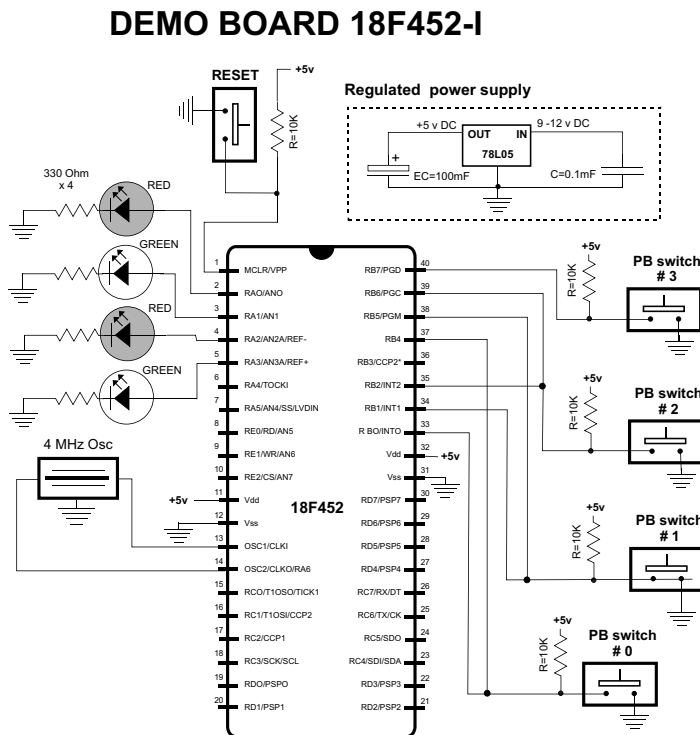 DEMO BOARD 18F452-I
RESET
+5v
R=10K
Regulated power supply
+5 v DC
OUT
IN
9 -12 v DC
78L05
+
EC=100mF
C=0.1mF
330 Ohm
x 4
RED
GREEN
RED
GREEN
4 MHz Osc
+5v
18F452
1
MCLR/VPP
2
RAO/ANO
3
RA1/AN1
4
RA2/AN2A/REF-
5
RA3/AN3A/REF+
6
RA4/TOCKI
7
RA5/AN4/SS/LVDIN
8
RE0/RD/AN5
9
RE1/WR/AN6
10
RE2/CS/AN7
11
Vdd
12
Vss
13
OSC1/CLKI
14
OSC2/CLKO/RA6
15
RCO/T1OSO/TICK1
16
RC1/T1OSI/CCP2
17
RC2/CCP1
18
RC3/SCK/SCL
19
RDO/PSPO
20
RD1/PSP1
40
RB7/PGD
39
RB6/PGC
38
RB5/PGM
37
RB4
36
RB3/CCP2*
35
RB2/INT2
34
RB1/INT1
33
R BO/INTO
32
Vdd
+5v
31
Vss
30
RD7/PSP7
29
RD6/PSP6
28
RD5/PSP5
27
RD4/PSP4
26
RC7/RX/DT
25
RC6/TX/CK
24
RC5/SDO
23
RC4/SDI/SDA
22
RD3/PSP3
21
RD2/PSP2
+5v
R=10K
PB switch
# 3
+5v
R=10K
PB switch
# 2
+5v
R=10K
PB switch
# 1
+5v
R=10K
PB switch
# 0